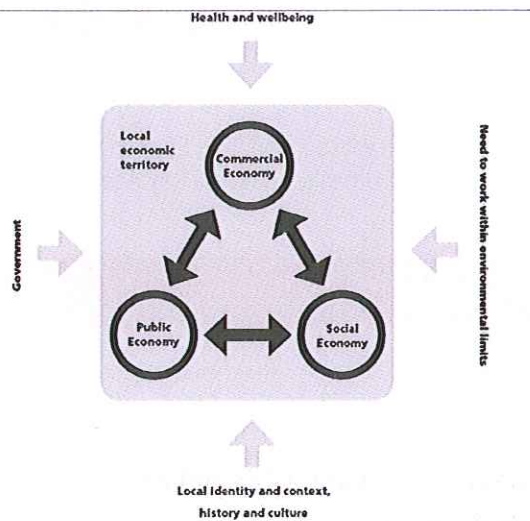 Health and wellbeing
Local
economic
territory
Commercial
Economy
Government
Need to work within environmental limits
Public
Economy
Social
Economy
Local identity and context,
history and culture